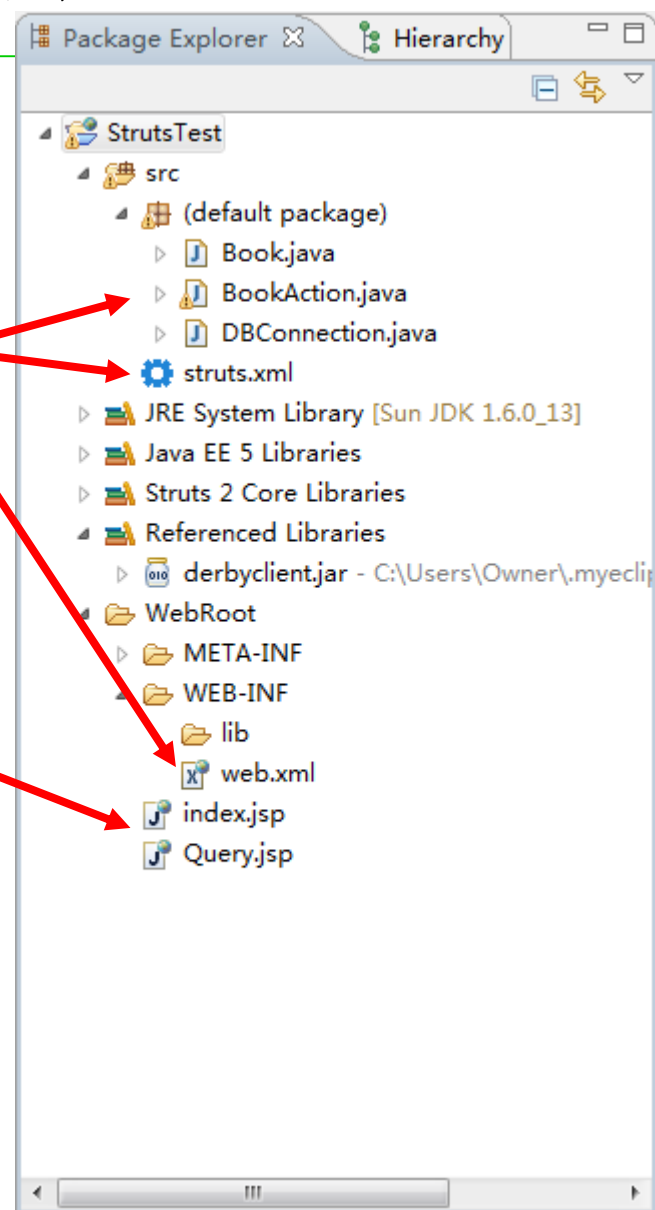 Package Explorer Hierarchy
StrutsTest
src
(default package)
Book.java
BookAction.java
DBConnection.java
struts.xml
JRE System Library [Sun JDK 1.6.0_13]
Java EE 5 Libraries
Struts 2 Core Libraries
Referenced Libraries
derbyclient.jar - C:\Users\Owner\.myeclip
WebRoot
META-INF
WEB-INF
lib
web.xml
index.jsp
Query.jsp